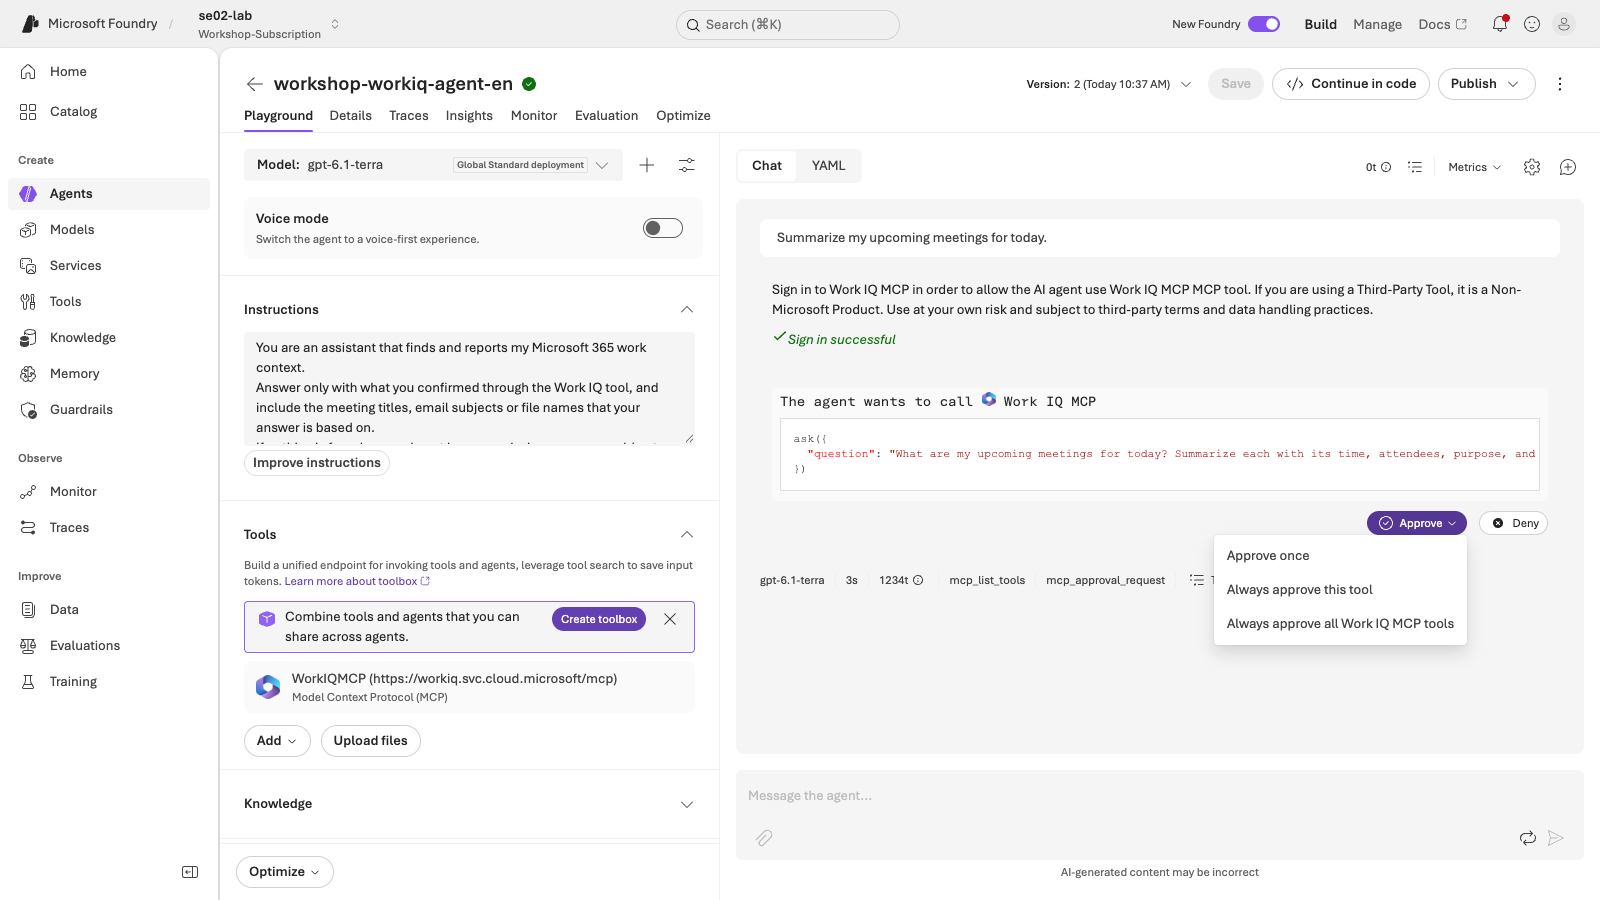 Microsoft Foundry / se02-lab
Workshop-Subscription
Search (⌘K)
New Foundry
Build
Manage
Docs
Home
Catalog
Create
Agents
Models
Services
Tools
Knowledge
Memory
Guardrails
Observe
Monitor
Traces
Improve
Data
Evaluations
Training
workshop-workiq-agent-en
Version: 2 (Today 10:37 AM)
Save
Continue in code
Publish
Playground
Details
Traces
Insights
Monitor
Evaluation
Optimize
Model: gpt-6.1-terra
Global Standard deployment
Voice mode
Switch the agent to a voice-first experience.
Instructions
You are an assistant that finds and reports my Microsoft 365 work
context.
Answer only with what you confirmed through the Work IQ tool, and
include the meeting titles, email subjects or file names that your
answer is based on.
Improve instructions
Tools
Build a unified endpoint for invoking tools and agents, leverage tool search to save input
tokens. Learn more about toolbox
Combine tools and agents that you can
share across agents.
Create toolbox
WorkIQMCP (https://workiq.svc.cloud.microsoft/mcp)
Model Context Protocol (MCP)
Add
Upload files
Knowledge
Optimize
Chat
YAML
0t
Metrics
Summarize my upcoming meetings for today.
Sign in to Work IQ MCP in order to allow the AI agent use Work IQ MCP MCP tool. If you are using a Third-Party Tool, it is a Non-
Microsoft Product. Use at your own risk and subject to third-party terms and data handling practices.
Sign in successful
The agent wants to call Work IQ MCP
ask({
"question": "What are my upcoming meetings for today? Summarize each with its time, attendees, purpose, and
})
Approve
Deny
Approve once
Always approve this tool
Always approve all Work IQ MCP tools
gpt-6.1-terra
3s
1234t
mcp_list_tools
mcp_approval_request
Message the agent...
AI-generated content may be incorrect